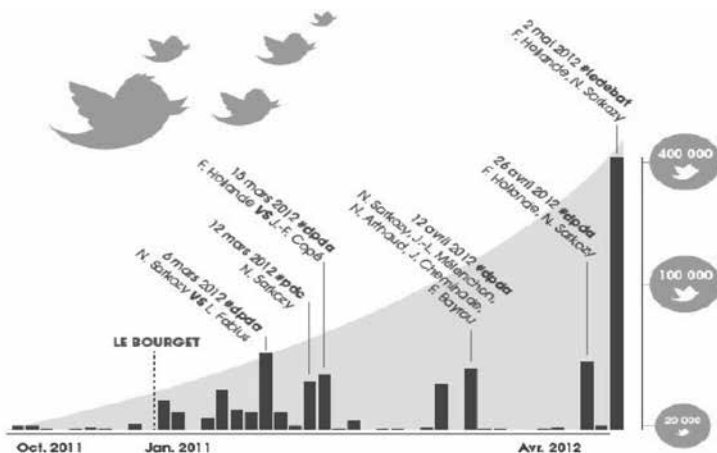 2 mai 2012 #ledebat
F. Hollande, N. Sarkozy
26 avril 2012 #dpda
F. Hollande, N. Sarkozy
12 avril 2012 #dpda
N. Sarkozy, J.-L. Mélenchon,
N. Arthaud, J. Cheminade,
F. Bayrou
15 mars 2012 #dpda
F. Hollande VS J.-F. Copé
12 mars 2012 #pdc
N. Sarkozy
6 mars 2012 #dpda
N. Sarkozy VS L. Fabius
LE BOURGET
400 000
100 000
20 000
Oct. 2011
Jan. 2011
Avr. 2012